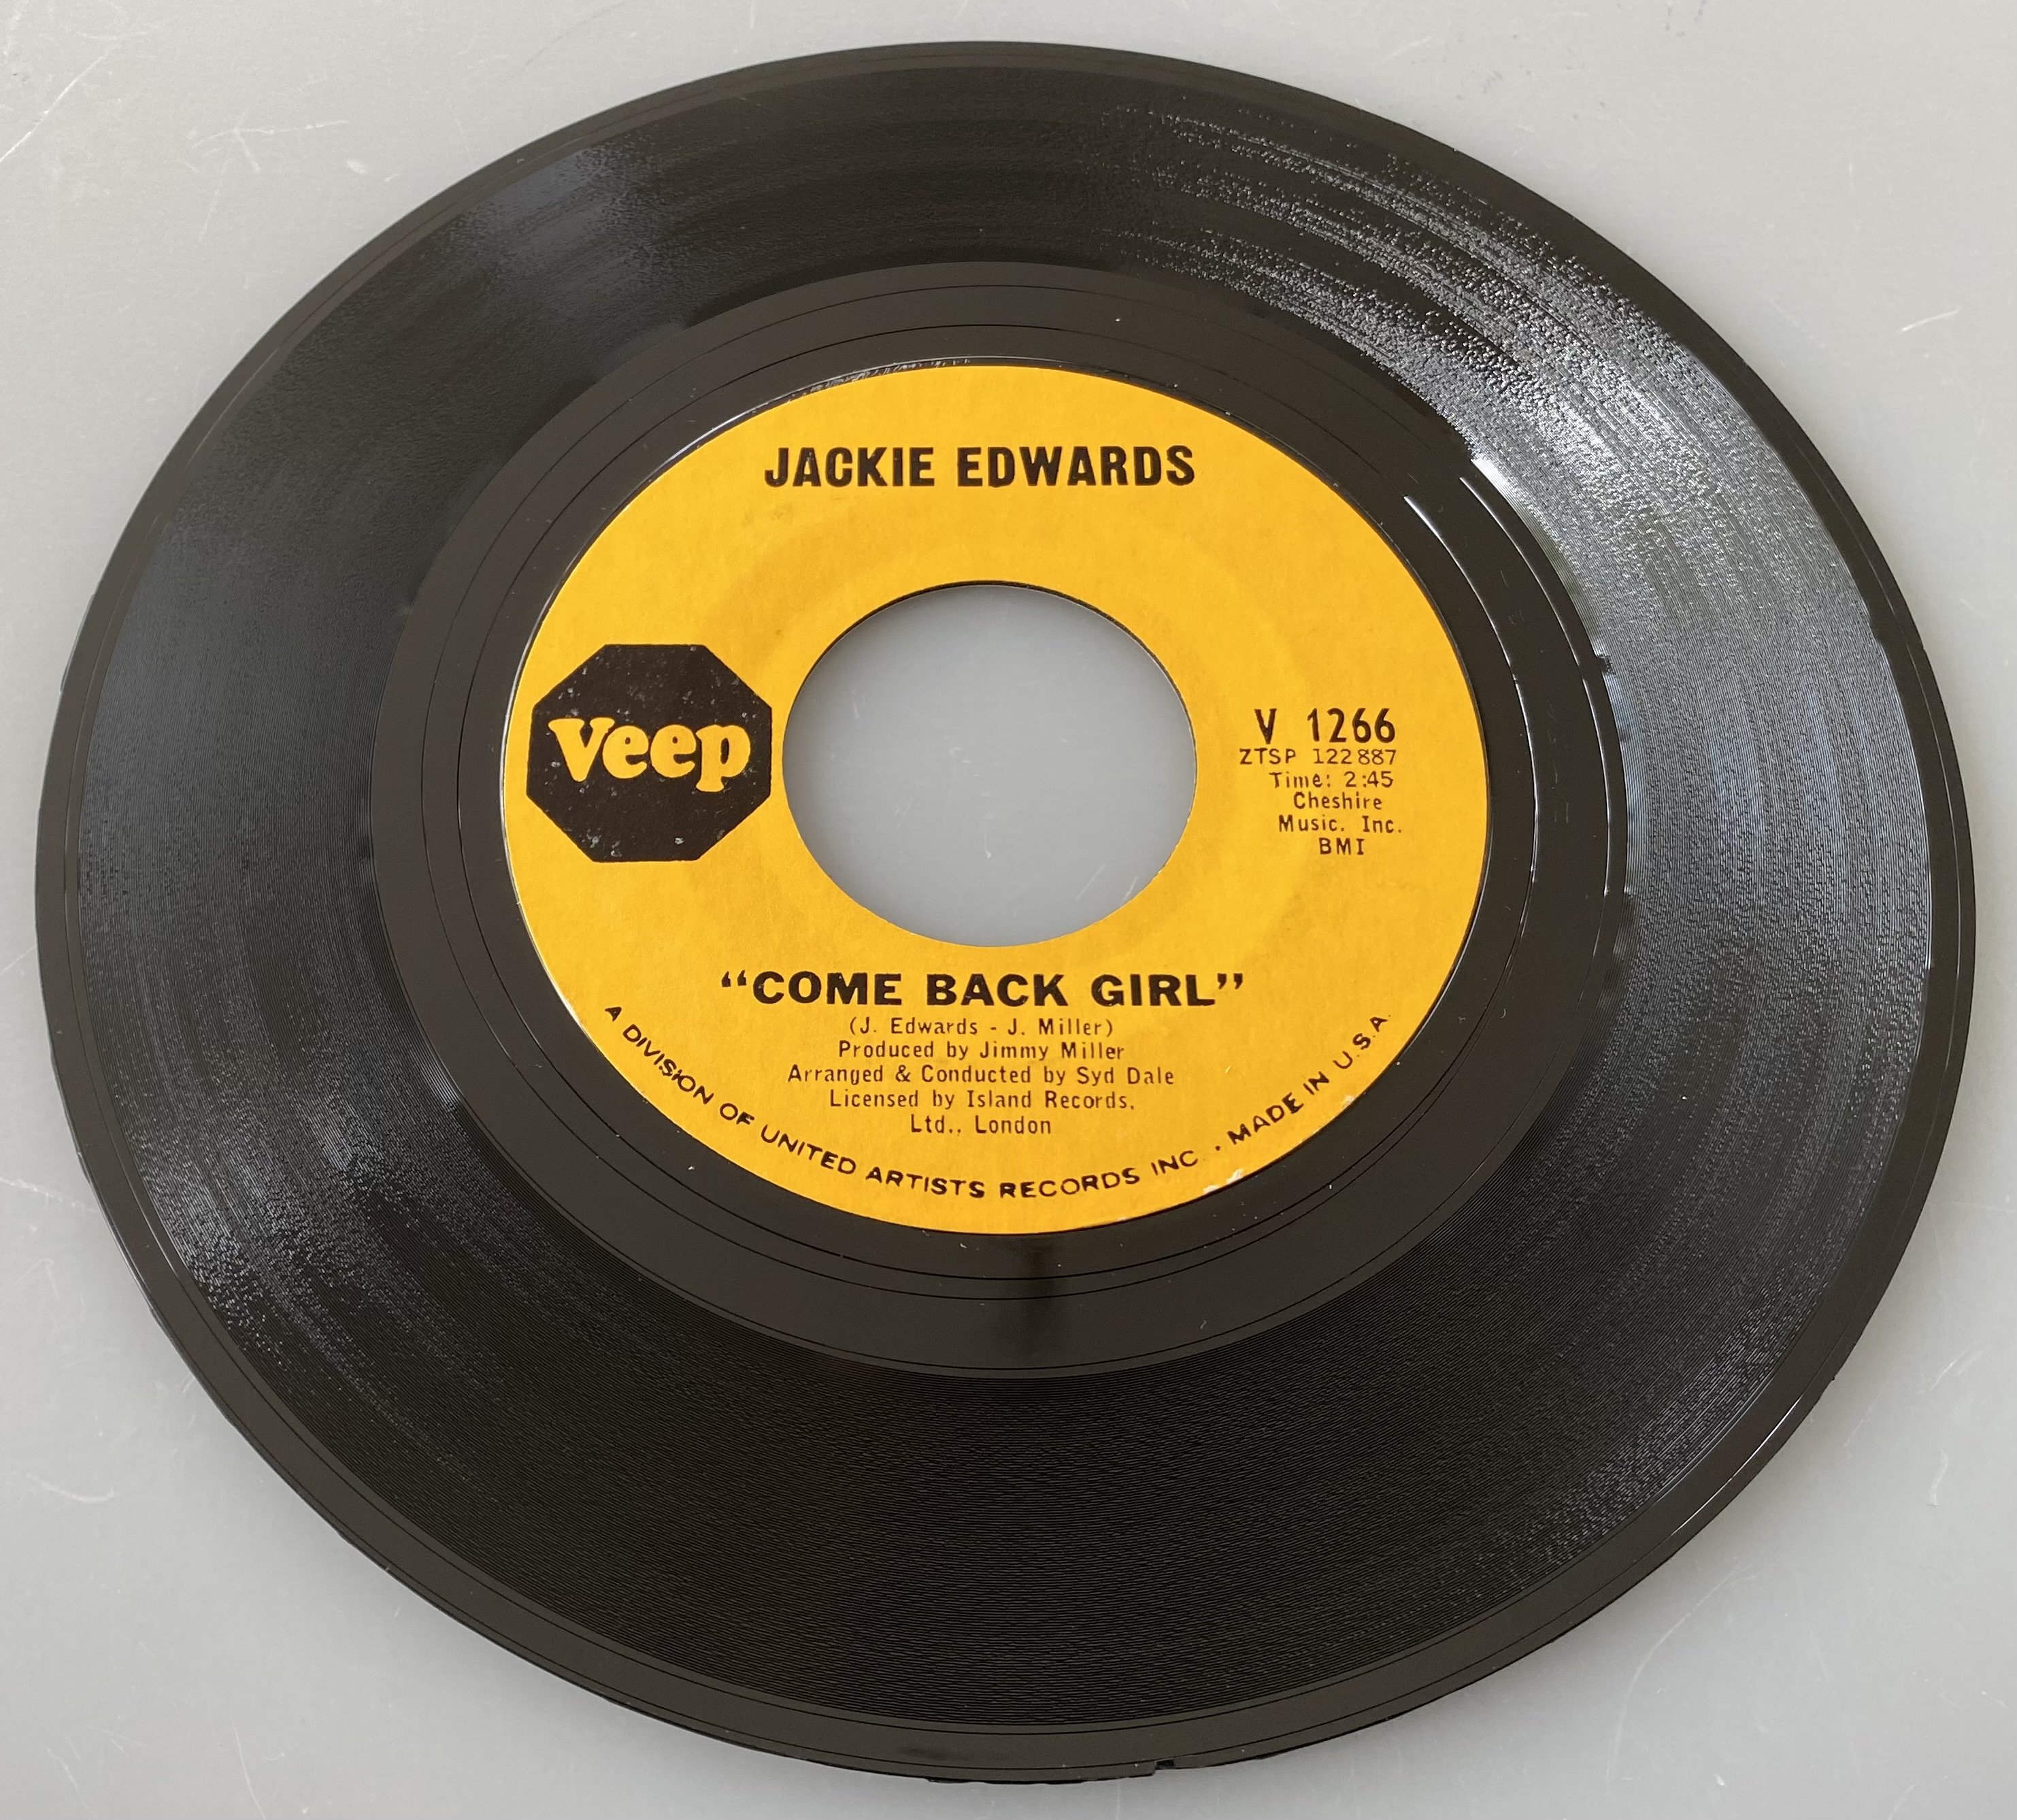 JACKIE EDWARDS
Veep
V 1266
ZTSP 122887
Time: 2:45
Cheshire
Music. Inc.
BMI
“COME BACK GIRL”
(J. Edwards - J. Miller)
Produced by Jimmy Miller
Arranged & Conducted by Syd Dale
Licensed by Island Records.
Ltd.. London
A DIVISION OF UNITED ARTISTS RECORDS INC. • MADE IN U.S.A.